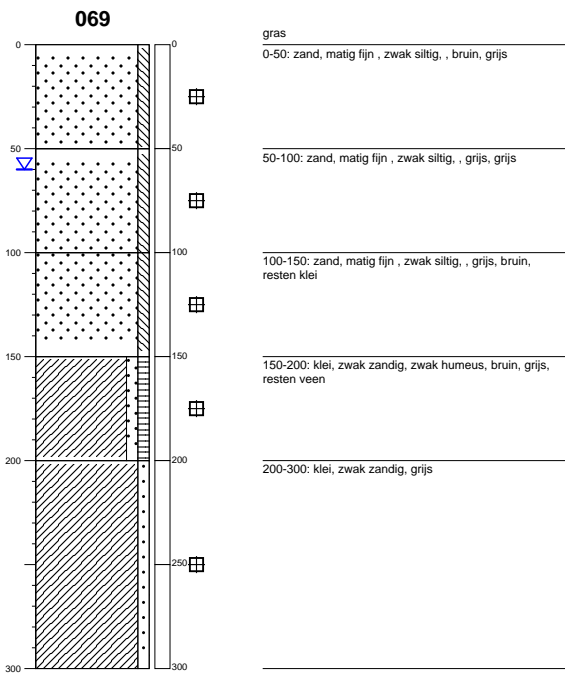 069
gras
0
0
0-50: zand, matig fijn , zwak siltig, , bruin, grijs
50
50
50-100: zand, matig fijn , zwak siltig, , grijs, grijs
100
100
100-150: zand, matig fijn , zwak siltig, , grijs, bruin,
resten klei
150
150
150-200: klei, zwak zandig, zwak humeus, bruin, grijs,
resten veen
200
200
200-300: klei, zwak zandig, grijs
250
300
300